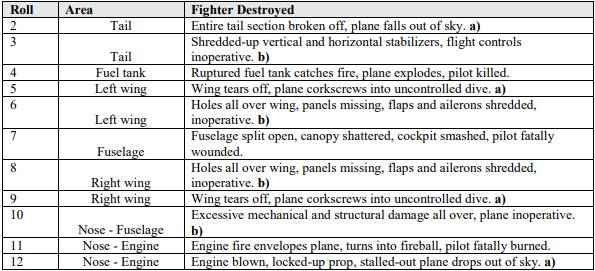 Roll Area Fighter Destroyed
2 Tail Entire tail section broken off, plane falls out of sky. a)
3 Tail Shredded-up vertical and horizontal stabilizers, flight controls
inoperative. b)
4 Fuel tank Ruptured fuel tank catches fire, plane explodes, pilot killed.
5 Left wing Wing tears off, plane corkscrews into uncontrolled dive. a)
6 Left wing Holes all over wing, panels missing, flaps and ailerons shredded,
inoperative. b)
7 Fuselage Fuselage split open, canopy shattered, cockpit smashed, pilot fatally
wounded.
8 Right wing Holes all over wing, panels missing, flaps and ailerons shredded,
inoperative. b)
9 Right wing Wing tears off, plane corkscrews into uncontrolled dive. a)
10 Nose - Fuselage Excessive mechanical and structural damage all over, plane inoperative.
b)
11 Nose - Engine Engine fire envelopes plane, turns into fireball, pilot fatally burned.
12 Nose - Engine Engine blown, locked-up prop, stalled-out plane drops out of sky. a)